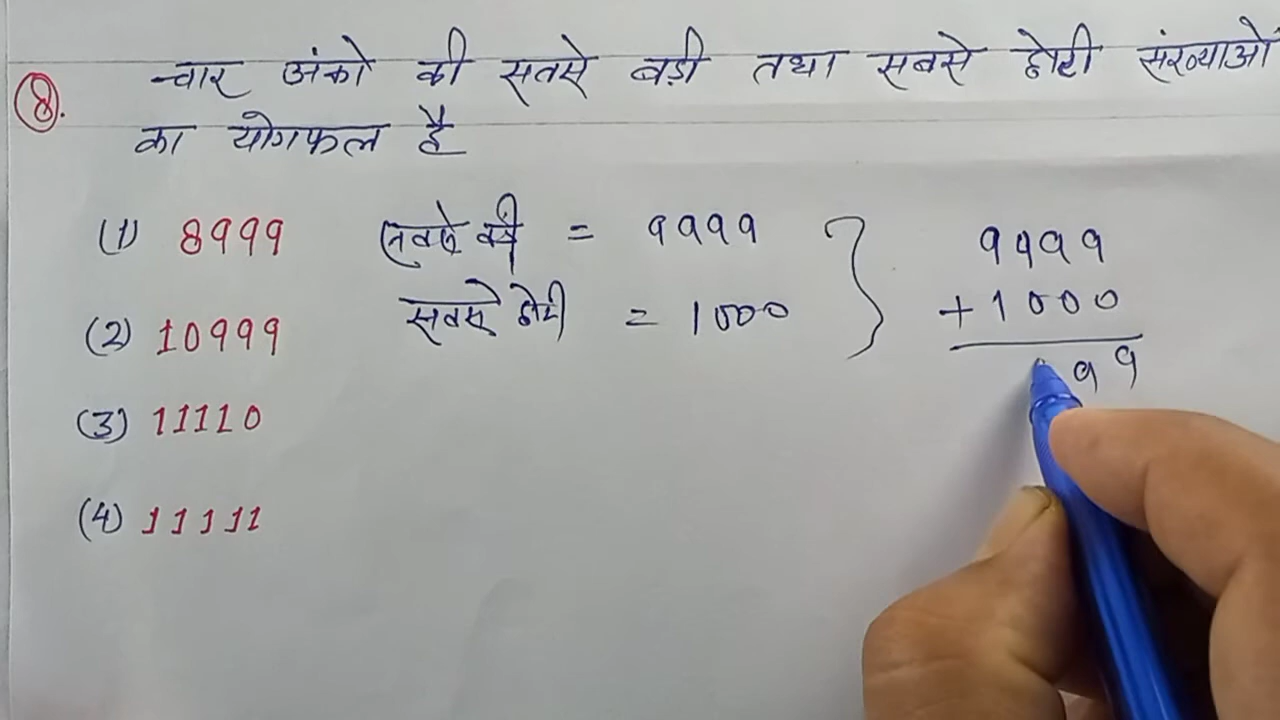 8. चार अंको की सबसे बड़ी तथा सबसे छोटी संख्याओं
का योगफल है
(1) 8999
(2) 10999
(3) 11110
(4) 11111
सबसे बड़ी = 9999
सबसे छोटी = 1000
9999
+ 1000
99